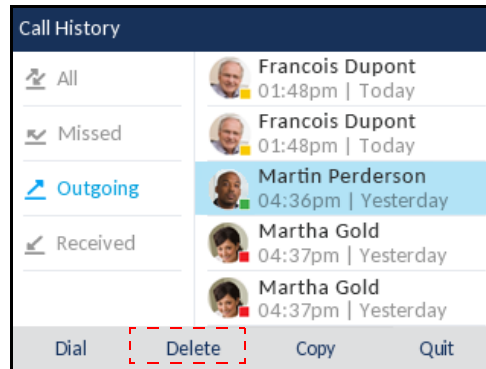 Call History
All
Missed
Outgoing
Received
Francois Dupont
01:48pm | Today
Francois Dupont
01:48pm | Today
Martin Perderson
04:36pm | Yesterday
Martha Gold
04:37pm | Yesterday
Martha Gold
04:37pm | Yesterday
Dial Delete Copy Quit